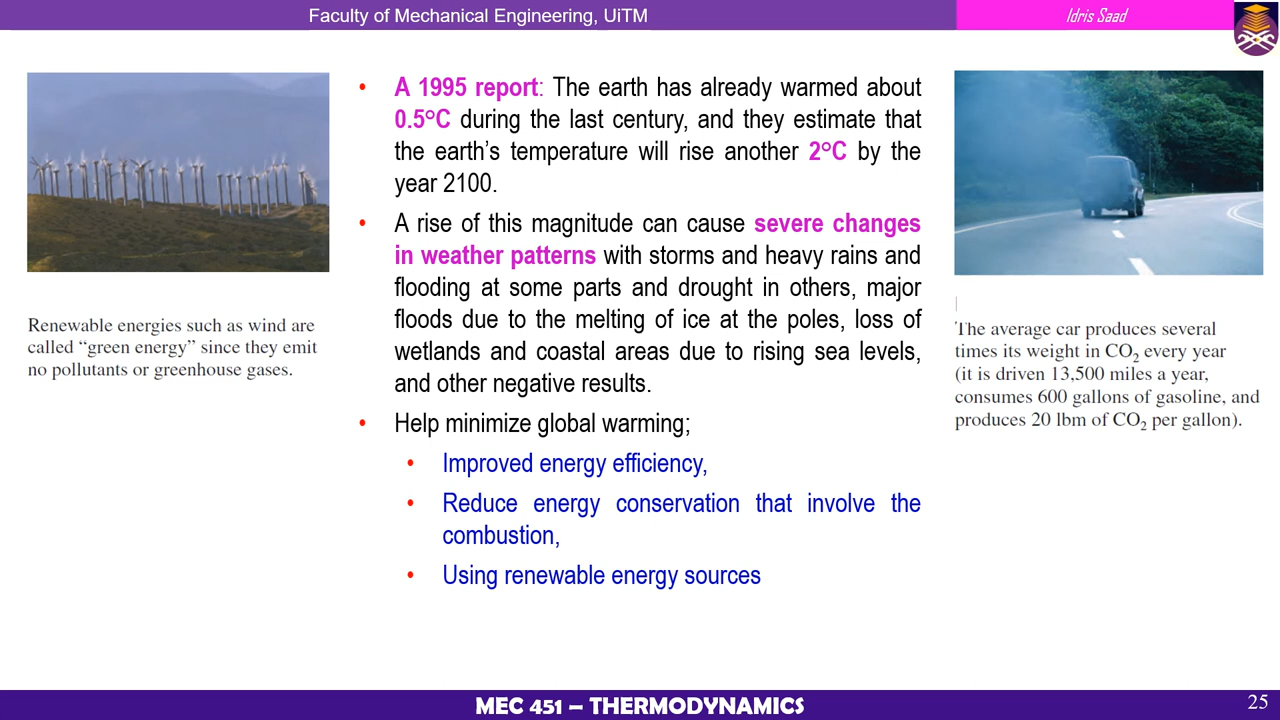 Faculty of Mechanical Engineering, UiTM
Idris Saad
Renewable energies such as wind are
called “green energy” since they emit
no pollutants or greenhouse gases.
• A 1995 report: The earth has already warmed about
0.5°C during the last century, and they estimate that
the earth’s temperature will rise another 2°C by the
year 2100.
• A rise of this magnitude can cause severe changes
in weather patterns with storms and heavy rains and
flooding at some parts and drought in others, major
floods due to the melting of ice at the poles, loss of
wetlands and coastal areas due to rising sea levels,
and other negative results.
• Help minimize global warming;
• Improved energy efficiency,
• Reduce energy conservation that involve the
combustion,
• Using renewable energy sources
The average car produces several
times its weight in CO₂ every year
(it is driven 13,500 miles a year,
consumes 600 gallons of gasoline, and
produces 20 lbm of CO₂ per gallon).
MEC 451 – THERMODYNAMICS
25